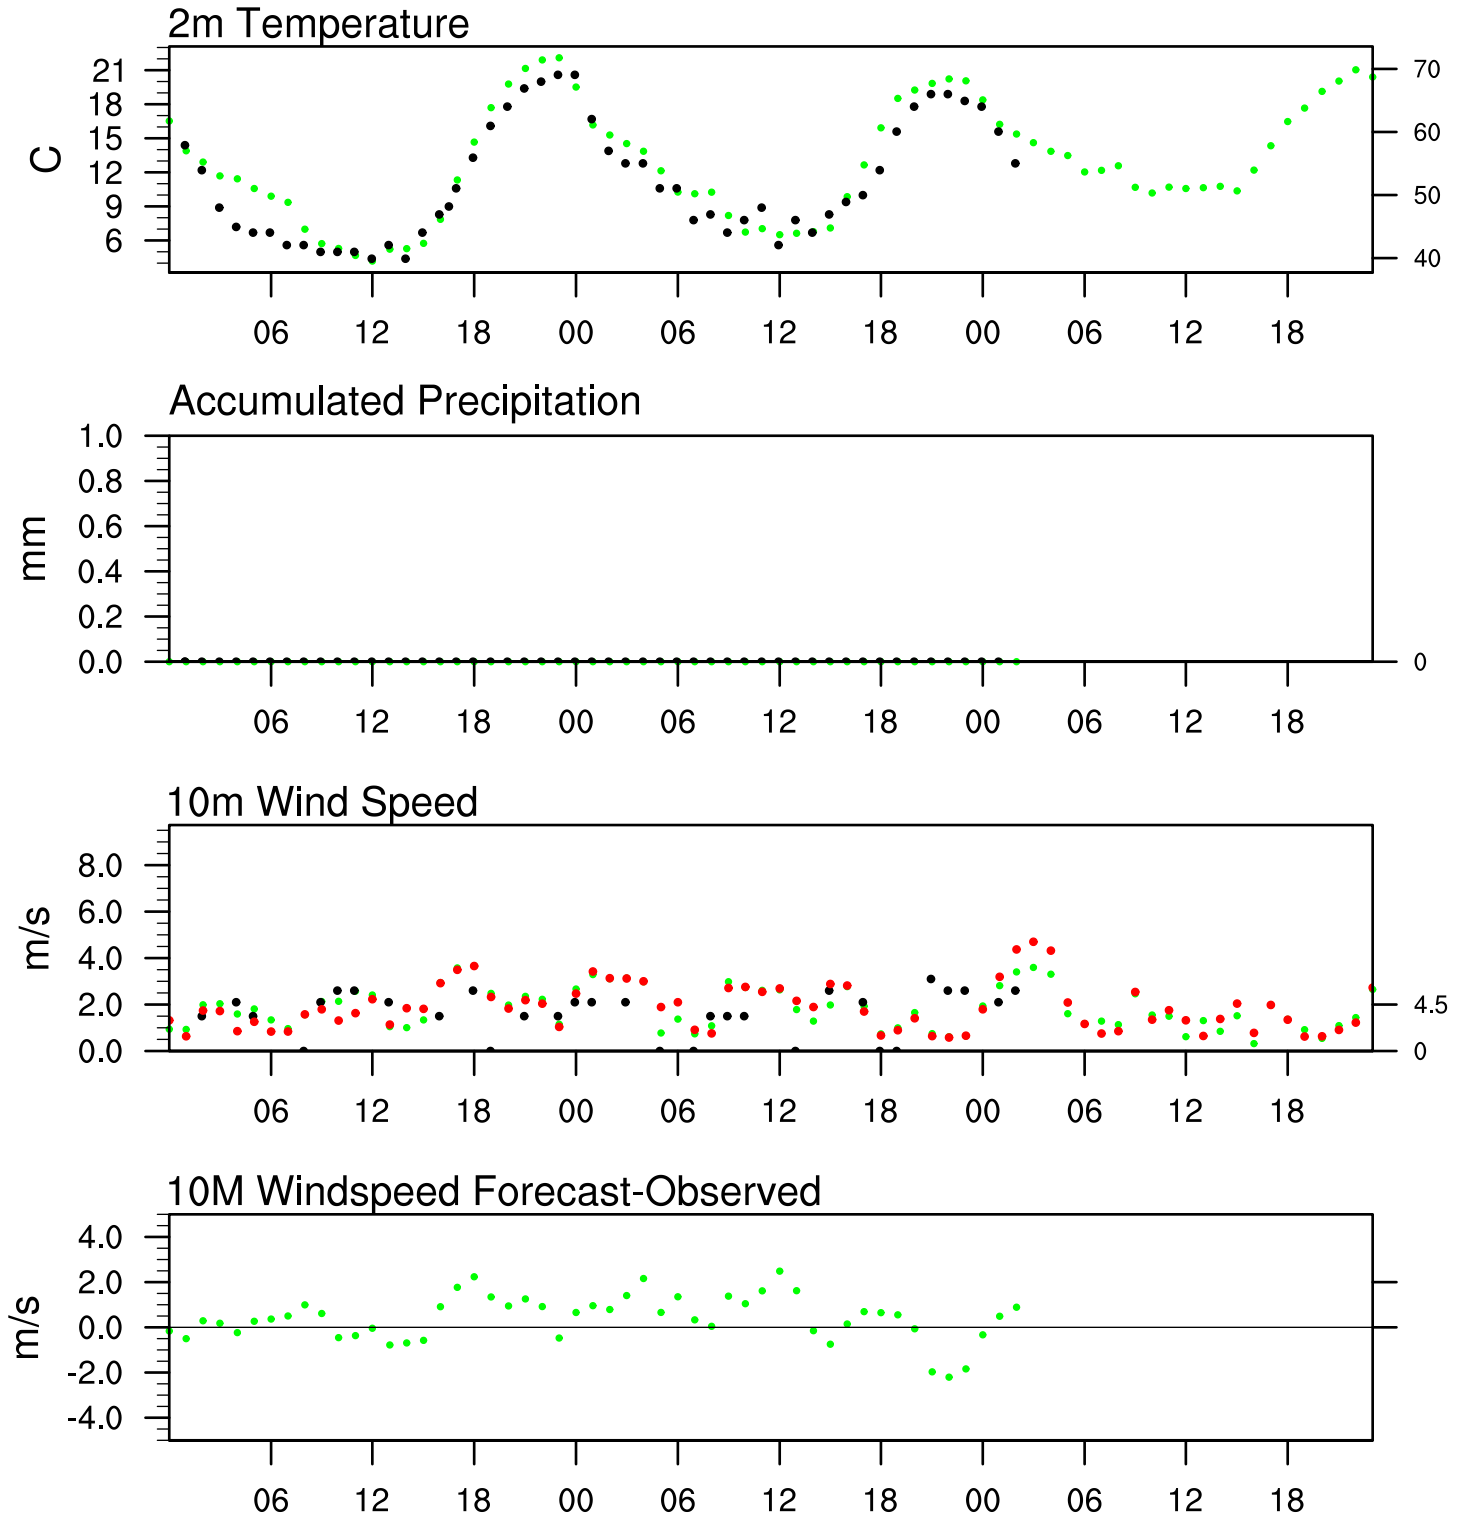 2m Temperature
21
18
15
12
9
6
C
70
60
50
40
06 12 18 00 06 12 18 00 06 12 18
Accumulated Precipitation
1.0
0.8
0.6
0.4
0.2
0.0
mm
0
06 12 18 00 06 12 18 00 06 12 18
10m Wind Speed
8.0
6.0
4.0
2.0
0.0
m/s
4.5
0
06 12 18 00 06 12 18 00 06 12 18
10M Windspeed Forecast-Observed
4.0
2.0
0.0
-2.0
-4.0
m/s
06 12 18 00 06 12 18 00 06 12 18